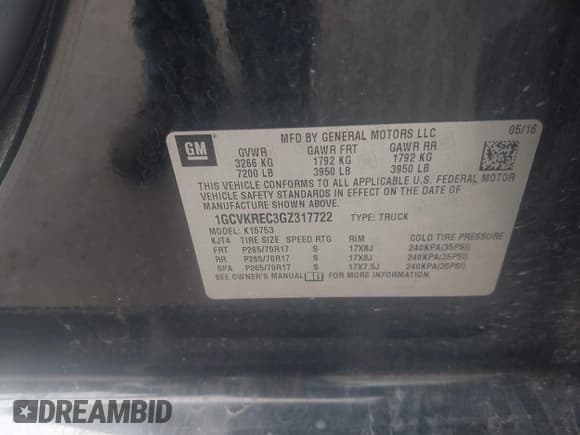 GM
MFD BY GENERAL MOTORS LLC
05/16
GVWR GAWR FRT GAWR RR
3266 KG 1792 KG 1792 KG
7200 LB 3950 LB 3950 LB
THIS VEHICLE CONFORMS TO ALL APPLICABLE U.S. FEDERAL MOTOR
VEHICLE SAFETY STANDARDS IN EFFECT ON THE DATE OF
MANUFACTURE SHOWN ABOVE.
1GCVKREC3GZ317722 TYPE: TRUCK
MODEL: K15753
KJT4 TIRE SIZE SPEED RTG RIM COLD TIRE PRESSURE
FRT P265/70R17 S 17X8J 240KPA(35PSI)
RR P265/70R17 S 17X8J 240KPA(35PSI)
SPA P265/70R17 S 17X7.5J 240KPA(35PSI)
SEE OWNER'S MANUAL FOR MORE INFORMATION.
DREAMBID